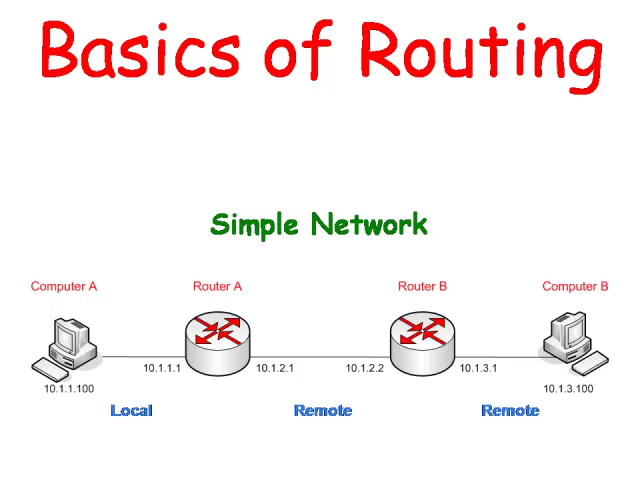 Basics of Routing
Simple Network
Computer A Router A Router B Computer B
10.1.1.1 10.1.2.1 10.1.2.2 10.1.3.1
10.1.1.100 10.1.3.100
Local Remote Remote